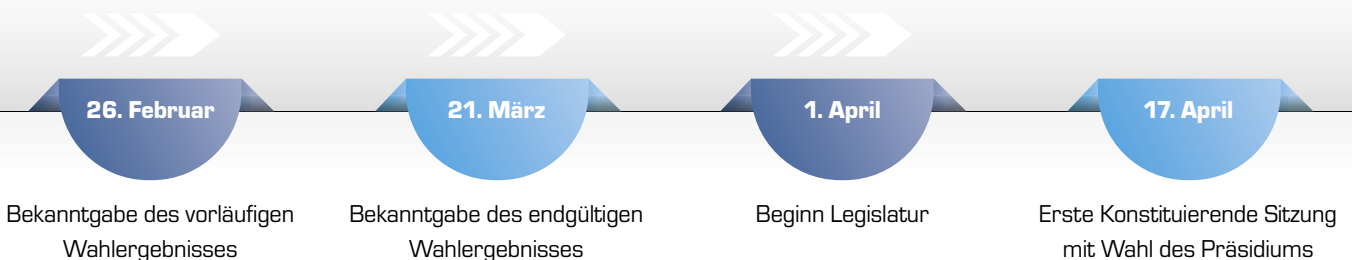 26. Februar
Bekanntgabe des vorläufigen
Wahlergebnisses
21. März
Bekanntgabe des endgültigen
Wahlergebnisses
1. April
Beginn Legislatur
17. April
Erste Konstituierende Sitzung
mit Wahl des Präsidiums